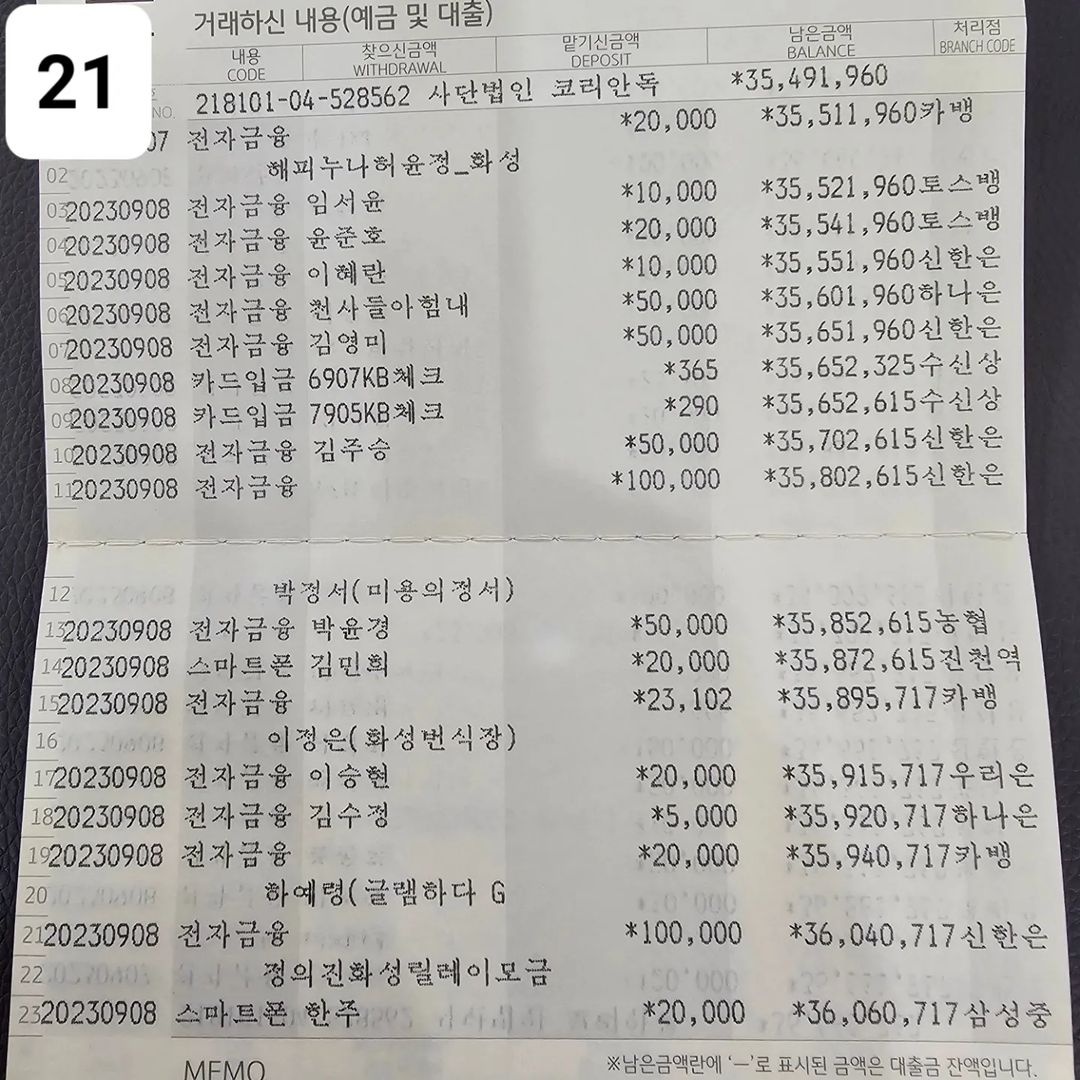 21
거래하신 내용(예금 및 대출)
내용 찾으신금액 맡기신금액 남은금액 처리점
CODE WITHDRAWAL DEPOSIT BALANCE BRANCH CODE
NO. 218101-04-528562 사단법인 코리안독 *35,491,960
07 전자금융 *20,000 *35,511,960카뱅
02 해피누나허윤정_화성
03 20230908 전자금융 임서윤 *10,000 *35,521,960토스뱅
04 20230908 전자금융 윤준호 *20,000 *35,541,960토스뱅
05 20230908 전자금융 이혜란 *10,000 *35,551,960신한은
06 20230908 전자금융 천사들아힘내 *50,000 *35,601,960하나은
07 20230908 전자금융 김영미 *50,000 *35,651,960신한은
08 20230908 카드입금 6907KB체크 *365 *35,652,325수신상
09 20230908 카드입금 7905KB체크 *290 *35,652,615수신상
10 20230908 전자금융 김주승 *50,000 *35,702,615신한은
11 20230908 전자금융 *100,000 *35,802,615신한은
12 박정서(미용의정서)
13 20230908 전자금융 박윤경 *50,000 *35,852,615농협
14 20230908 스마트폰 김민희 *20,000 *35,872,615진천역
15 20230908 전자금융 *23,102 *35,895,717카뱅
16 이정은(화성번식장)
17 20230908 전자금융 이승현 *20,000 *35,915,717우리은
18 20230908 전자금융 김수정 *5,000 *35,920,717하나은
19 20230908 전자금융 *20,000 *35,940,717카뱅
20 하예령(글램하다 G
21 20230908 전자금융 *100,000 *36,040,717신한은
22 정의진화성릴레이모금
23 20230908 스마트폰 한주 *20,000 *36,060,717삼성중
MEMO ※남은금액란에 '－'로 표시된 금액은 대출금 잔액입니다.